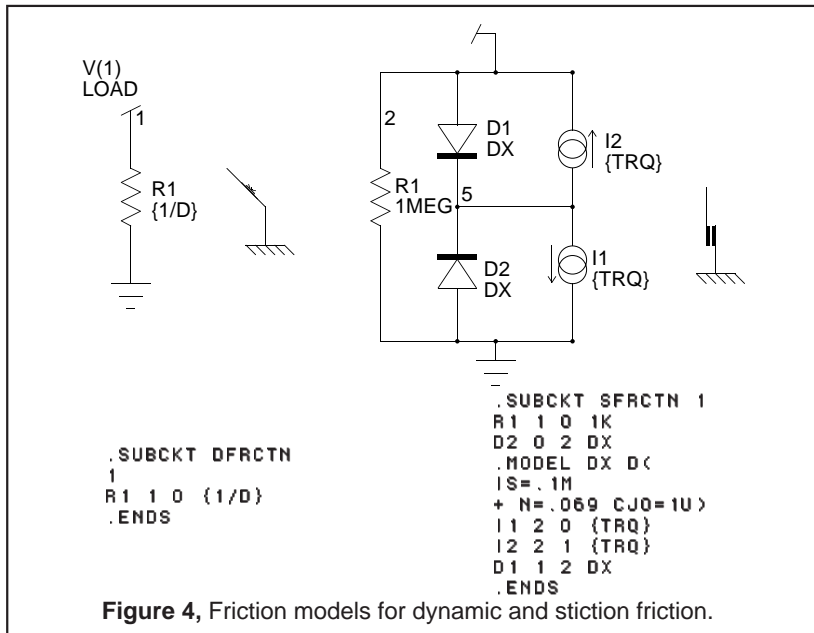 V(1)
LOAD
1
R1
{1/D}
2
R1
1MEG
D1
DX
5
D2
DX
I2
{TRQ}
I1
{TRQ}
.SUBCKT DFRCTN
1
R1 1 0 {1/D}
.ENDS
.SUBCKT SFRCTN 1
R1 1 0 1K
D2 0 2 DX
.MODEL DX D(
IS=.1M
+ N=.069 CJO=1U)
I1 2 0 {TRQ}
I2 2 1 {TRQ}
D1 1 2 DX
.ENDS
Figure 4, Friction models for dynamic and stiction friction.